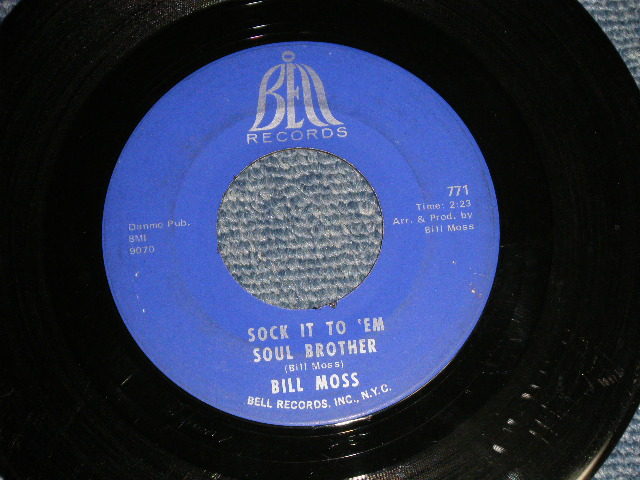 BELL
RECORDS
771
Time: 2:23
Arr. & Prod. by
Bill Moss
Danmo Pub.
BMI
9070
SOCK IT TO 'EM
SOUL BROTHER
(Bill Moss)
BILL MOSS
BELL RECORDS, INC., N.Y.C.